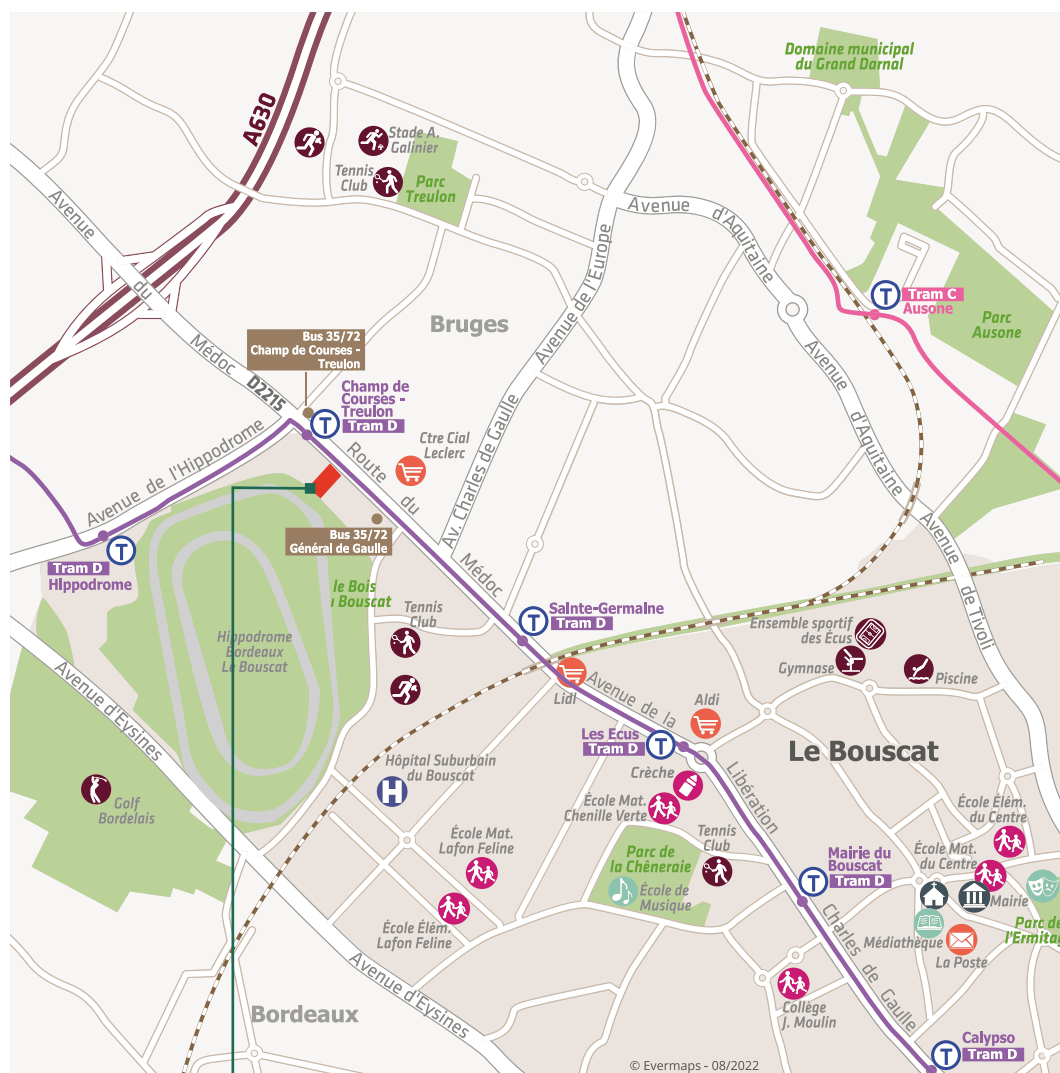 Domaine municipal
du Grand Darnal
A630
Stade A.
Galinier
Tennis
Club
Parc
Treulon
Avenue
du
Médoc
D2215
Avenue
d'Aquitaine
Avenue
d'Aquitaine
Avenue de l'Europe
T
Tram C
Ausone
Parc
Ausone
Bruges
Bus 35/72
Champ de Courses -
Treulon
Champ de
Courses -
Treulon
T
Tram D
Route
du
Médoc
Ctre Cial
Leclerc
Av. Charles de Gaulle
Avenue de l'Hippodrome
Bus 35/72
Général de Gaulle
T
Tram D
HIppodrome
le Bois
Bouscat
Tennis
Club
Hippodrome
Bordeaux
Le Bouscat
Sainte-Germaine
T
Tram D
Avenue
de Tivoli
Ensemble sportif
des Écus
Gymnase
Piscine
Lidl
Avenue de la
Libération
Aldi
Les Ecus
Tram D
T
Le Bouscat
Avenue d'Eysines
Golf
Bordelais
Hôpital Suburbain
du Bouscat
H
Crèche
École Mat.
Chenille Verte
École Élém.
du Centre
École Mat.
Lafon Feline
Parc de
la Chêneraie
Tennis
Club
École de
Musique
Mairie du
Bouscat
T
Tram D
École Mat.
du Centre
Mairie
École Élém.
Lafon Feline
Médiathèque
La Poste
Parc de
l'Ermitag
Charles de Gaulle
Collège
J. Moulin
Avenue d'Eysines
Bordeaux
Calypso
T
Tram D
© Evermaps - 08/2022